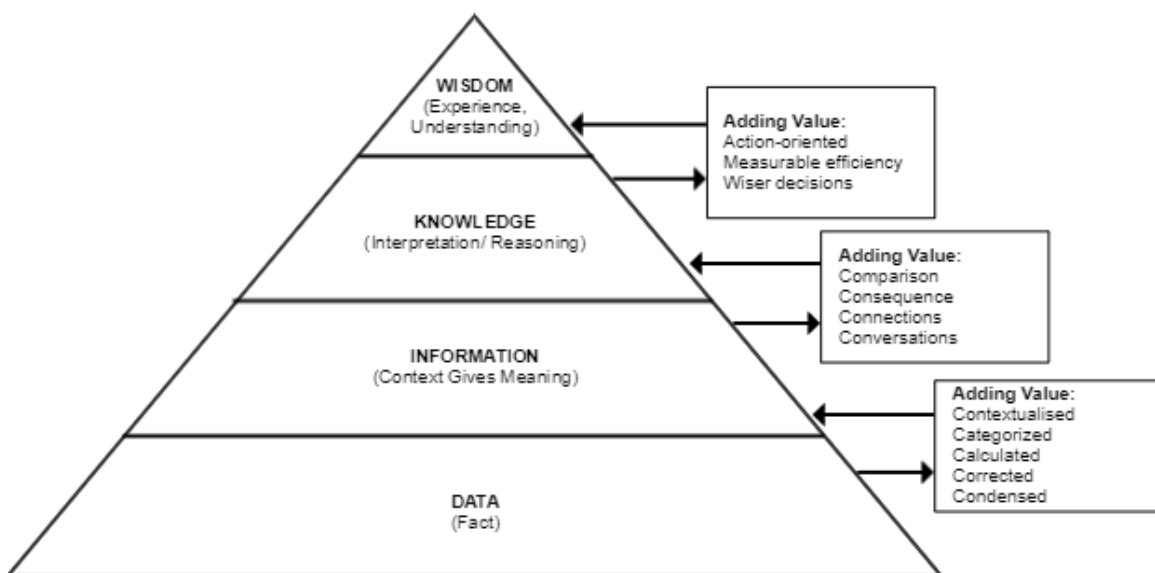 WISDOM
(Experience,
Understanding)
Adding Value:
Action-oriented
Measurable efficiency
Wiser decisions
KNOWLEDGE
(Interpretation/ Reasoning)
Adding Value:
Comparison
Consequence
Connections
Conversations
INFORMATION
(Context Gives Meaning)
Adding Value:
Contextualised
Categorized
Calculated
Corrected
Condensed
DATA
(Fact)